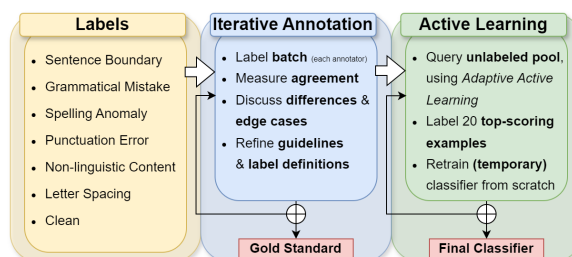 Labels
Sentence Boundary
Grammatical Mistake
Spelling Anomaly
Punctuation Error
Non-linguistic Content
Letter Spacing
Clean
Iterative Annotation
Label batch (each annotator)
Measure agreement
Discuss differences &
edge cases
Refine guidelines
& label definitions
Gold Standard
Active Learning
Query unlabeled pool,
using Adaptive Active
Learning
Label 20 top-scoring
examples
Retrain (temporary)
classifier from scratch
Final Classifier